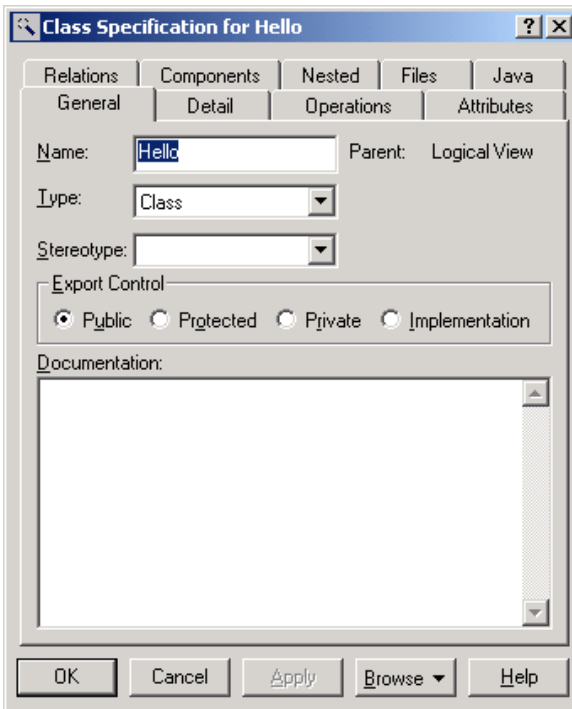 Class Specification for Hello
Relations Components Nested Files Java
General Detail Operations Attributes
Name: Hello Parent: Logical View
Type: Class
Stereotype:
Export Control
Public Protected Private Implementation
Documentation:
OK Cancel Apply Browse Help